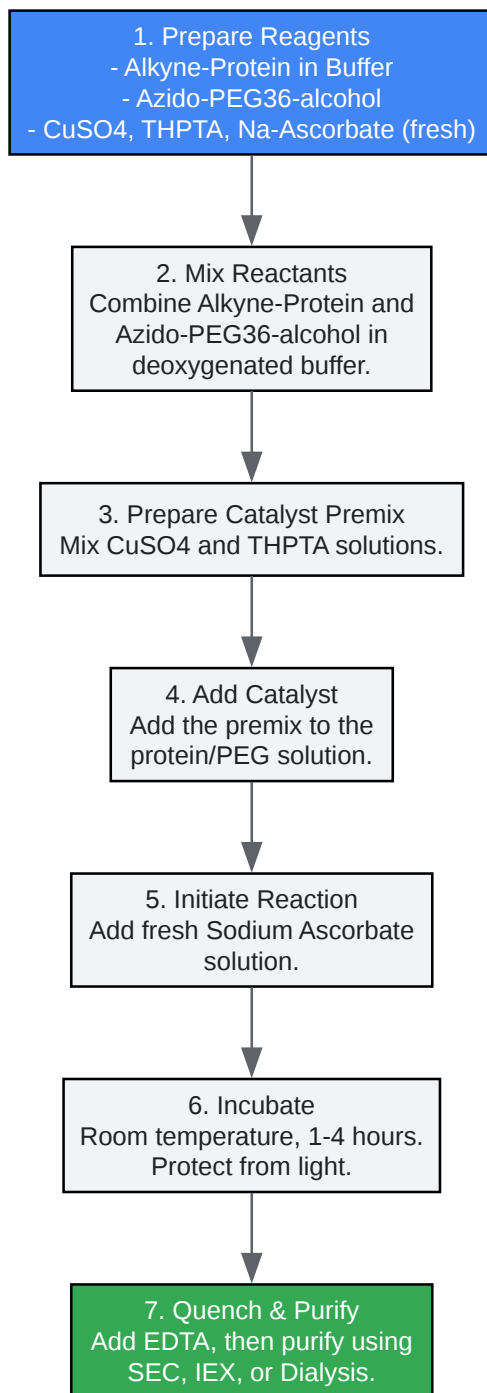 1. Prepare Reagents
- Alkyne-Protein in Buffer
- Azido-PEG36-alcohol
- CuSO4, THPTA, Na-Ascorbate (fresh)
2. Mix Reactants
Combine Alkyne-Protein and
Azido-PEG36-alcohol in
deoxygenated buffer.
3. Prepare Catalyst Premix
Mix CuSO4 and THPTA solutions.
4. Add Catalyst
Add the premix to the
protein/PEG solution.
5. Initiate Reaction
Add fresh Sodium Ascorbate
solution.
6. Incubate
Room temperature, 1-4 hours.
Protect from light.
7. Quench & Purify
Add EDTA, then purify using
SEC, IEX, or Dialysis.